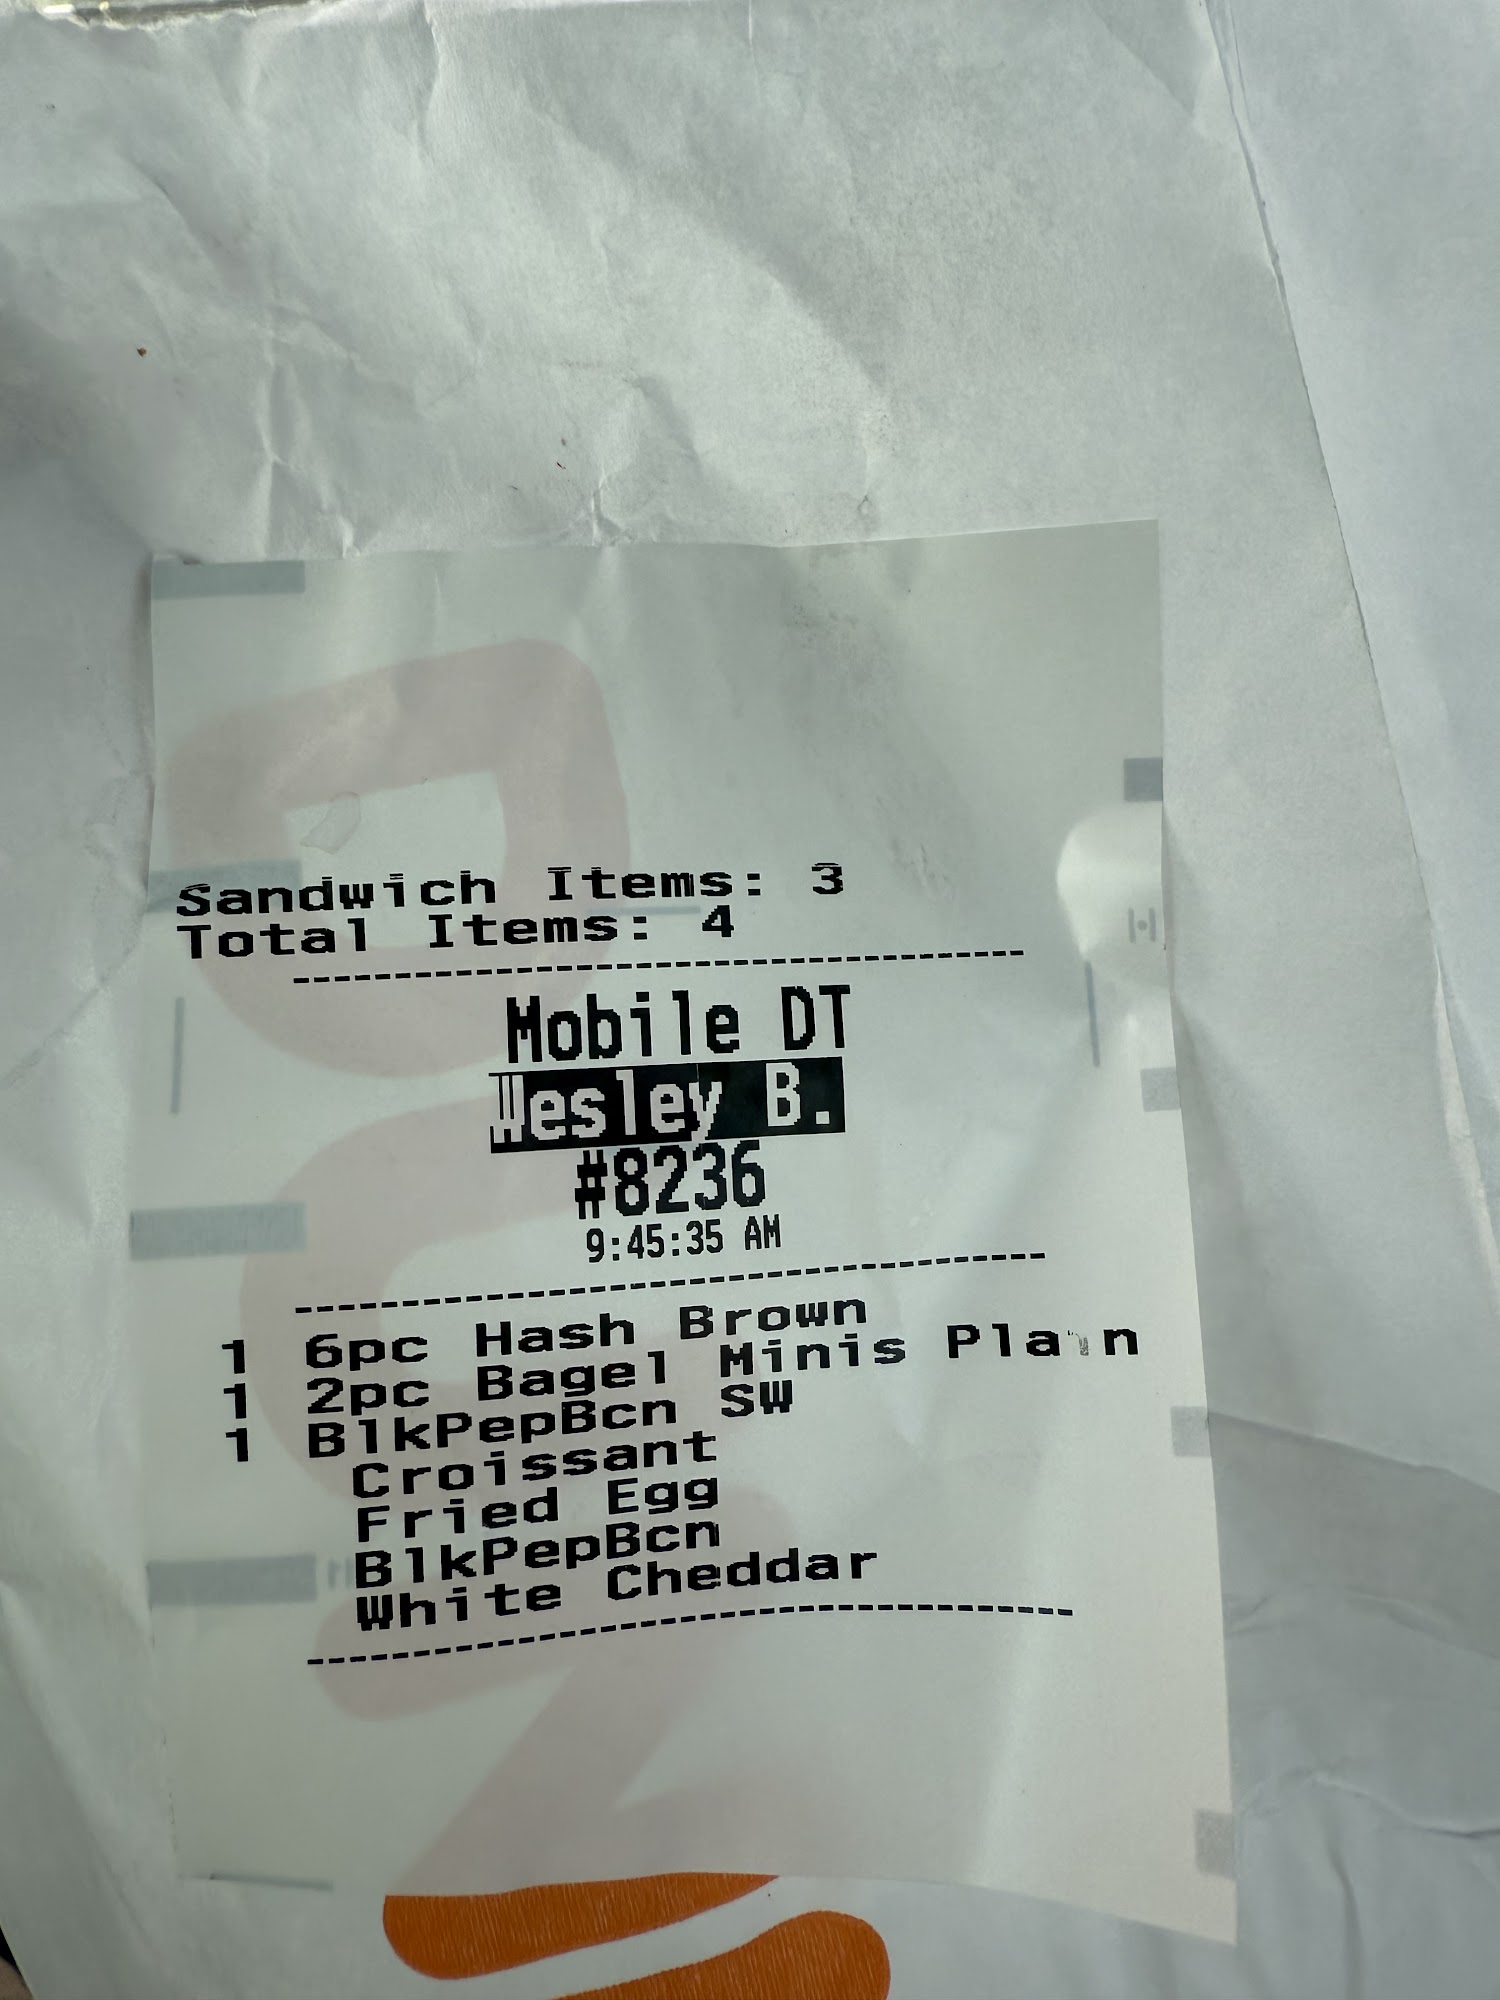 Sandwich Items: 3
Total Items: 4
Mobile DT
Wesley B.
#8236
9:45:35 AM
1 6pc Hash Brown
1 2pc Bagel Minis Plain
1 BlkPepBcn SW
Croissant
Fried Egg
BlkPepBcn
White Cheddar